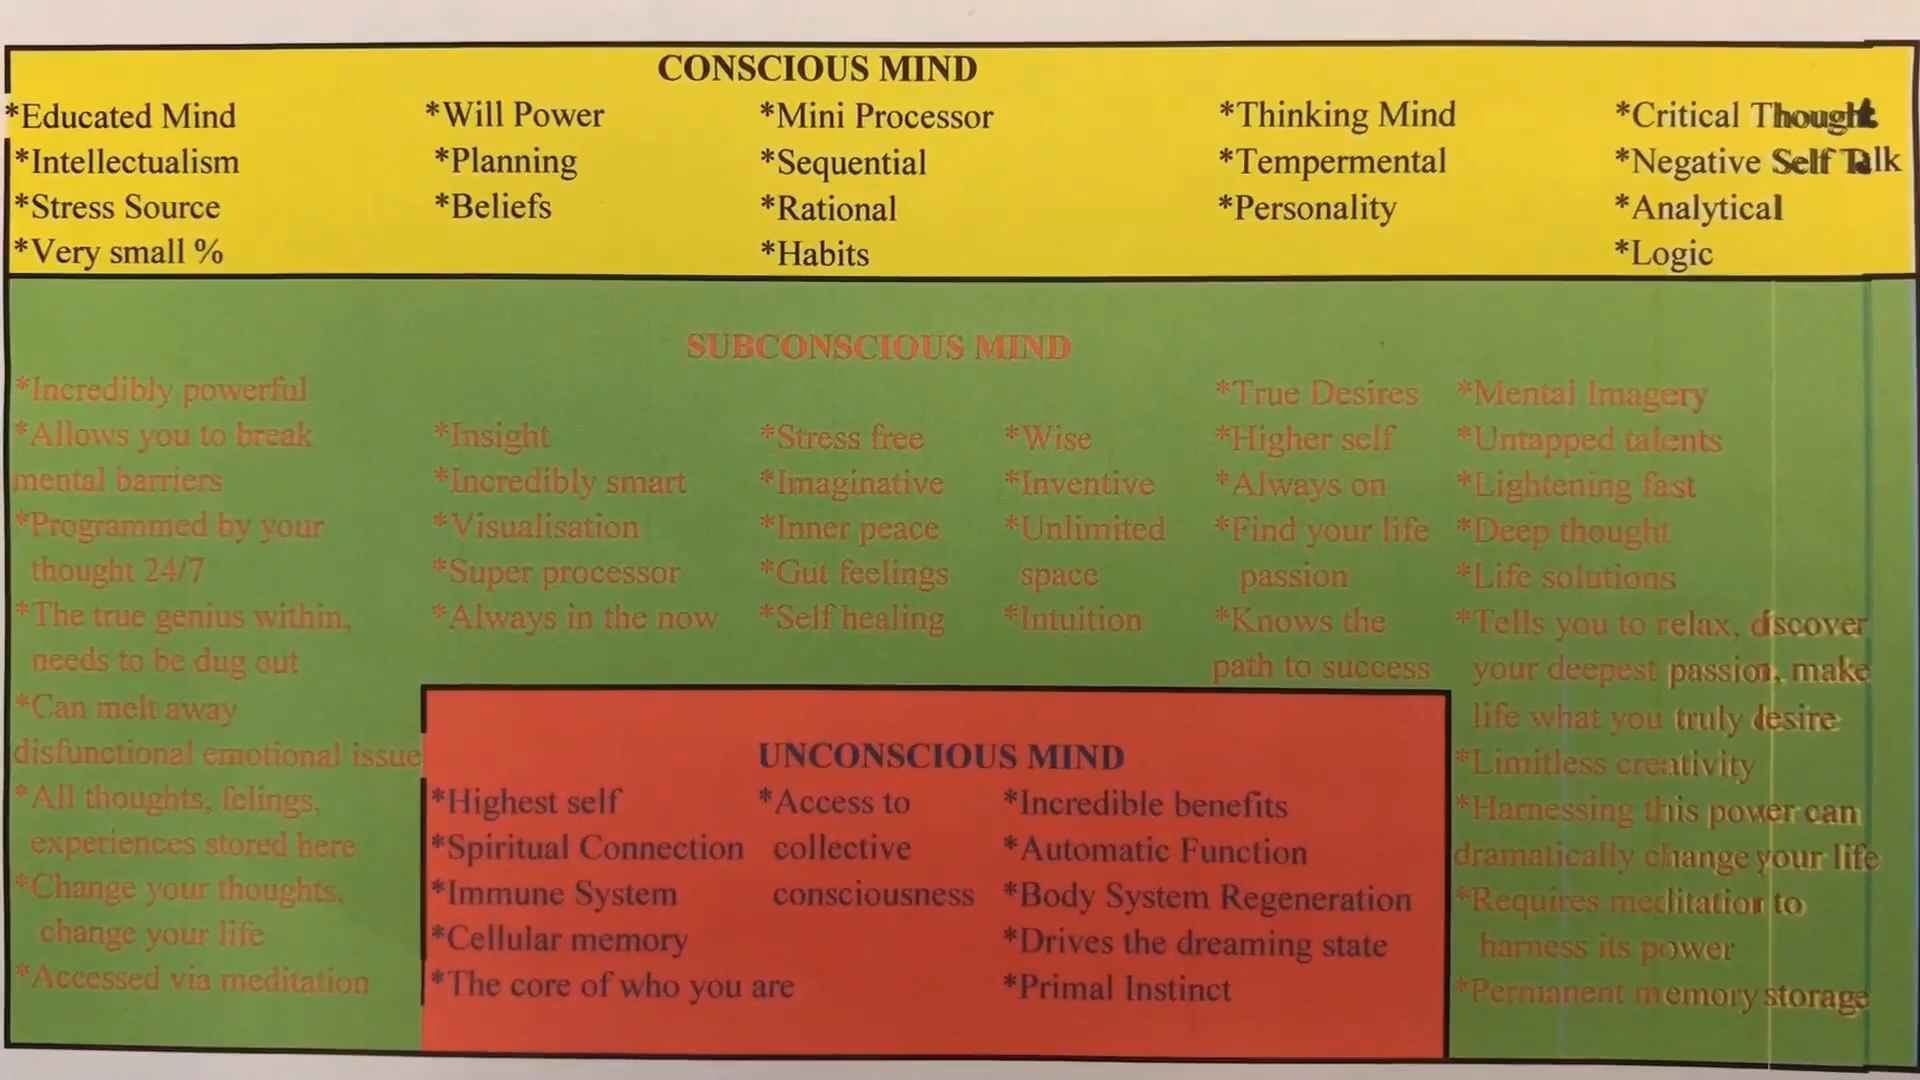 CONSCIOUS MIND
*Educated Mind
*Intellectualism
*Stress Source
*Very small %
*Will Power
*Planning
*Beliefs
*Mini Processor
*Sequential
*Rational
*Habits
*Thinking Mind
*Tempermental
*Personality
*Critical Thought
*Negative Self Talk
*Analytical
*Logic
SUBCONSCIOUS MIND
*Incredibly powerful
*Allows you to break
mental barriers
*Programmed by your
thought 24/7
*The true genius within,
needs to be dug out
*Can melt away
disfunctional emotional issue
*All thoughts, felings,
experiences stored here
*Change your thoughts,
change your life
*Accessed via meditation
*Insight
*Incredibly smart
*Visualisation
*Super processor
*Always in the now
*Stress free
*Imaginative
*Inner peace
*Gut feelings
*Self healing
*Wise
*Inventive
*Unlimited
space
*Intuition
*True Desires
*Higher self
*Always on
*Find your life
passion
*Knows the
path to success
*Mental Imagery
*Untapped talents
*Lightening fast
*Deep thought
*Life solutions
*Tells you to relax, discover
your deepest passion, make
life what you truly desire
*Limitless creativity
*Harnessing this power can
dramatically change your life
*Requires meditation to
harness its power
*Permanent memory storage
UNCONSCIOUS MIND
*Highest self
*Spiritual Connection
*Immune System
*Cellular memory
*The core of who you are
*Access to
collective
consciousness
*Incredible benefits
*Automatic Function
*Body System Regeneration
*Drives the dreaming state
*Primal Instinct